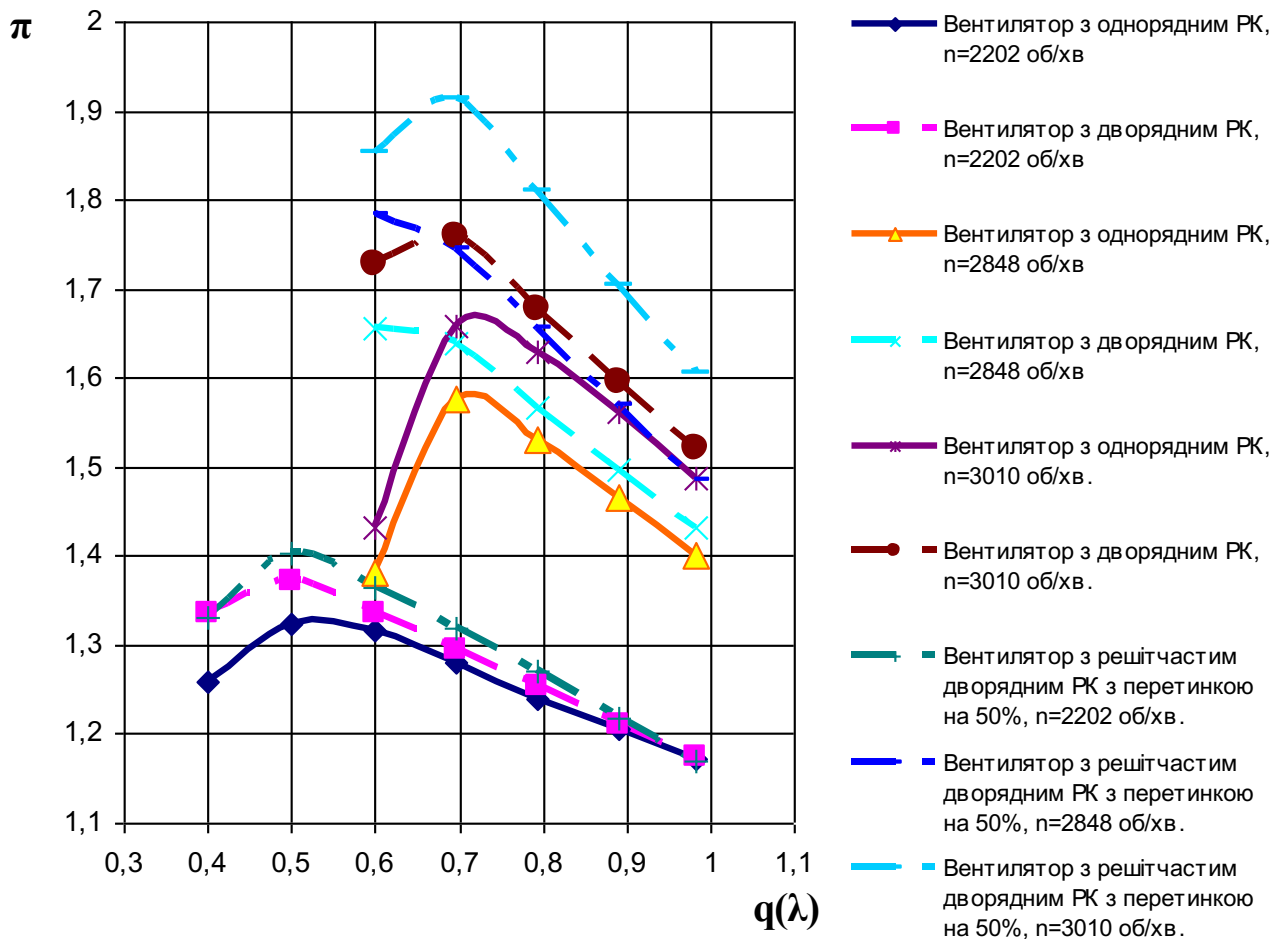 π
2
1,9
1,8
1,7
1,6
1,5
1,4
1,3
1,2
1,1
0,3 0,4 0,5 0,6 0,7 0,8 0,9 1 1,1
q(λ)
Вентилятор з однорядним РК,
n=2202 об/хв
Вентилятор з дворядним РК,
n=2202 об/хв
Вентилятор з однорядним РК,
n=2848 об/хв
Вентилятор з дворядним РК,
n=2848 об/хв
Вентилятор з однорядним РК,
n=3010 об/хв.
Вентилятор з дворядним РК,
n=3010 об/хв.
Вентилятор з решітчастим
дворядним РК з перетинкою
на 50%, n=2202 об/хв.
Вентилятор з решітчастим
дворядним РК з перетинкою
на 50%, n=2848 об/хв.
Вентилятор з решітчастим
дворядним РК з перетинкою
на 50%, n=3010 об/хв.